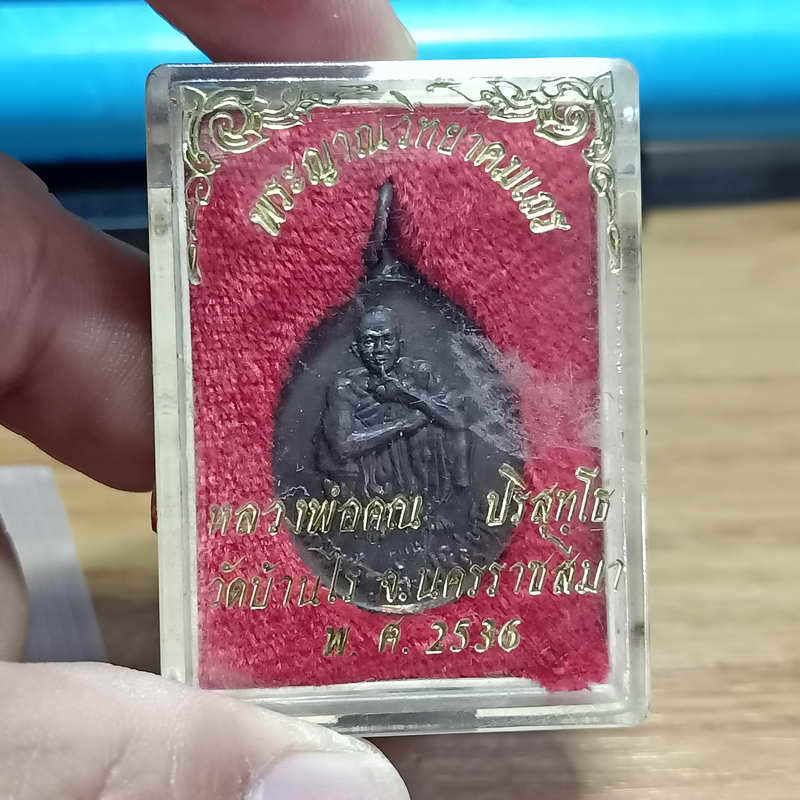 พระญาณวิทยาคมเถร
หลวงพ่อคูณ ปริสุทฺโธ
วัดบ้านไร่ จ.นครราชสีมา
พ. ศ. 2536